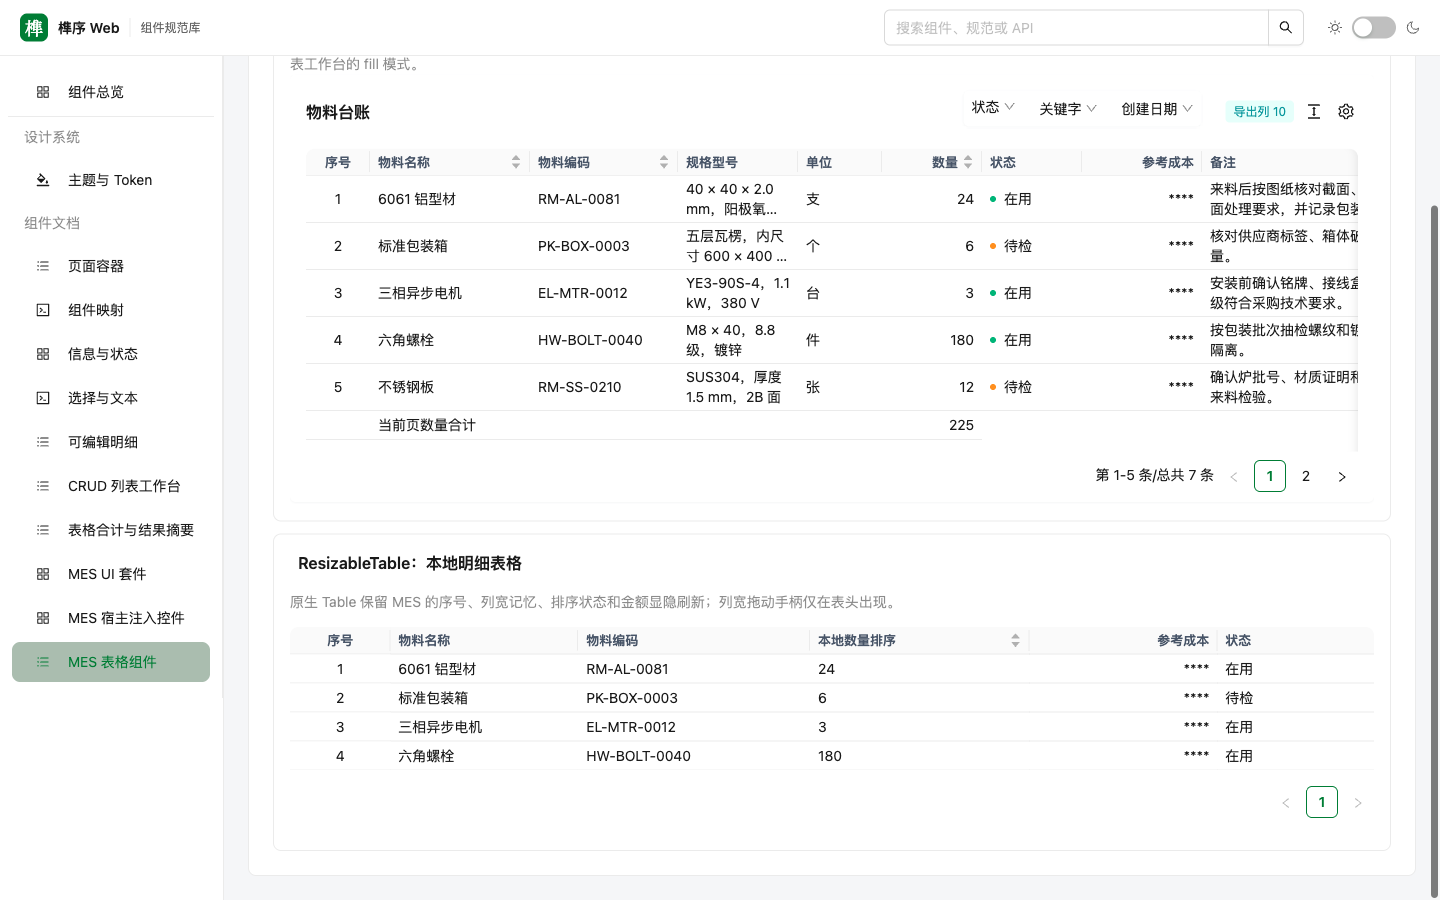 榫 榫序 Web 组件规范库
搜索组件、规范或 API
组件总览
设计系统
主题与 Token
组件文档
页面容器
组件映射
信息与状态
选择与文本
可编辑明细
CRUD 列表工作台
表格合计与结果摘要
MES UI 套件
MES 宿主注入控件
MES 表格组件
表工作台的 fill 模式。
物料台账 状态 关键字 创建日期 导出列 10
序号 物料名称 物料编码 规格型号 单位 数量 状态 参考成本 备注
1 6061 铝型材 RM-AL-0081 40 × 40 × 2.0 mm，阳极氧... 支 24 在用 **** 来料后按图纸核对截面、面处理要求，并记录包装
2 标准包装箱 PK-BOX-0003 五层瓦楞，内尺寸 600 × 400 ... 个 6 待检 **** 核对供应商标签、箱体破量。
3 三相异步电机 EL-MTR-0012 YE3-90S-4，1.1 kW，380 V 台 3 在用 **** 安装前确认铭牌、接线盒级符合采购技术要求。
4 六角螺栓 HW-BOLT-0040 M8 × 40，8.8 级，镀锌 件 180 在用 **** 按包装批次抽检螺纹和镀隔离。
5 不锈钢板 RM-SS-0210 SUS304，厚度 1.5 mm，2B 面 张 12 待检 **** 确认炉批号、材质证明和来料检验。
当前页数量合计 225
第 1-5 条/总共 7 条 1 2
ResizableTable：本地明细表格
原生 Table 保留 MES 的序号、列宽记忆、排序状态和金额显隐刷新；列宽拖动手柄仅在表头出现。
序号 物料名称 物料编码 本地数量排序 参考成本 状态
1 6061 铝型材 RM-AL-0081 24 **** 在用
2 标准包装箱 PK-BOX-0003 6 **** 待检
3 三相异步电机 EL-MTR-0012 3 **** 在用
4 六角螺栓 HW-BOLT-0040 180 **** 在用
1